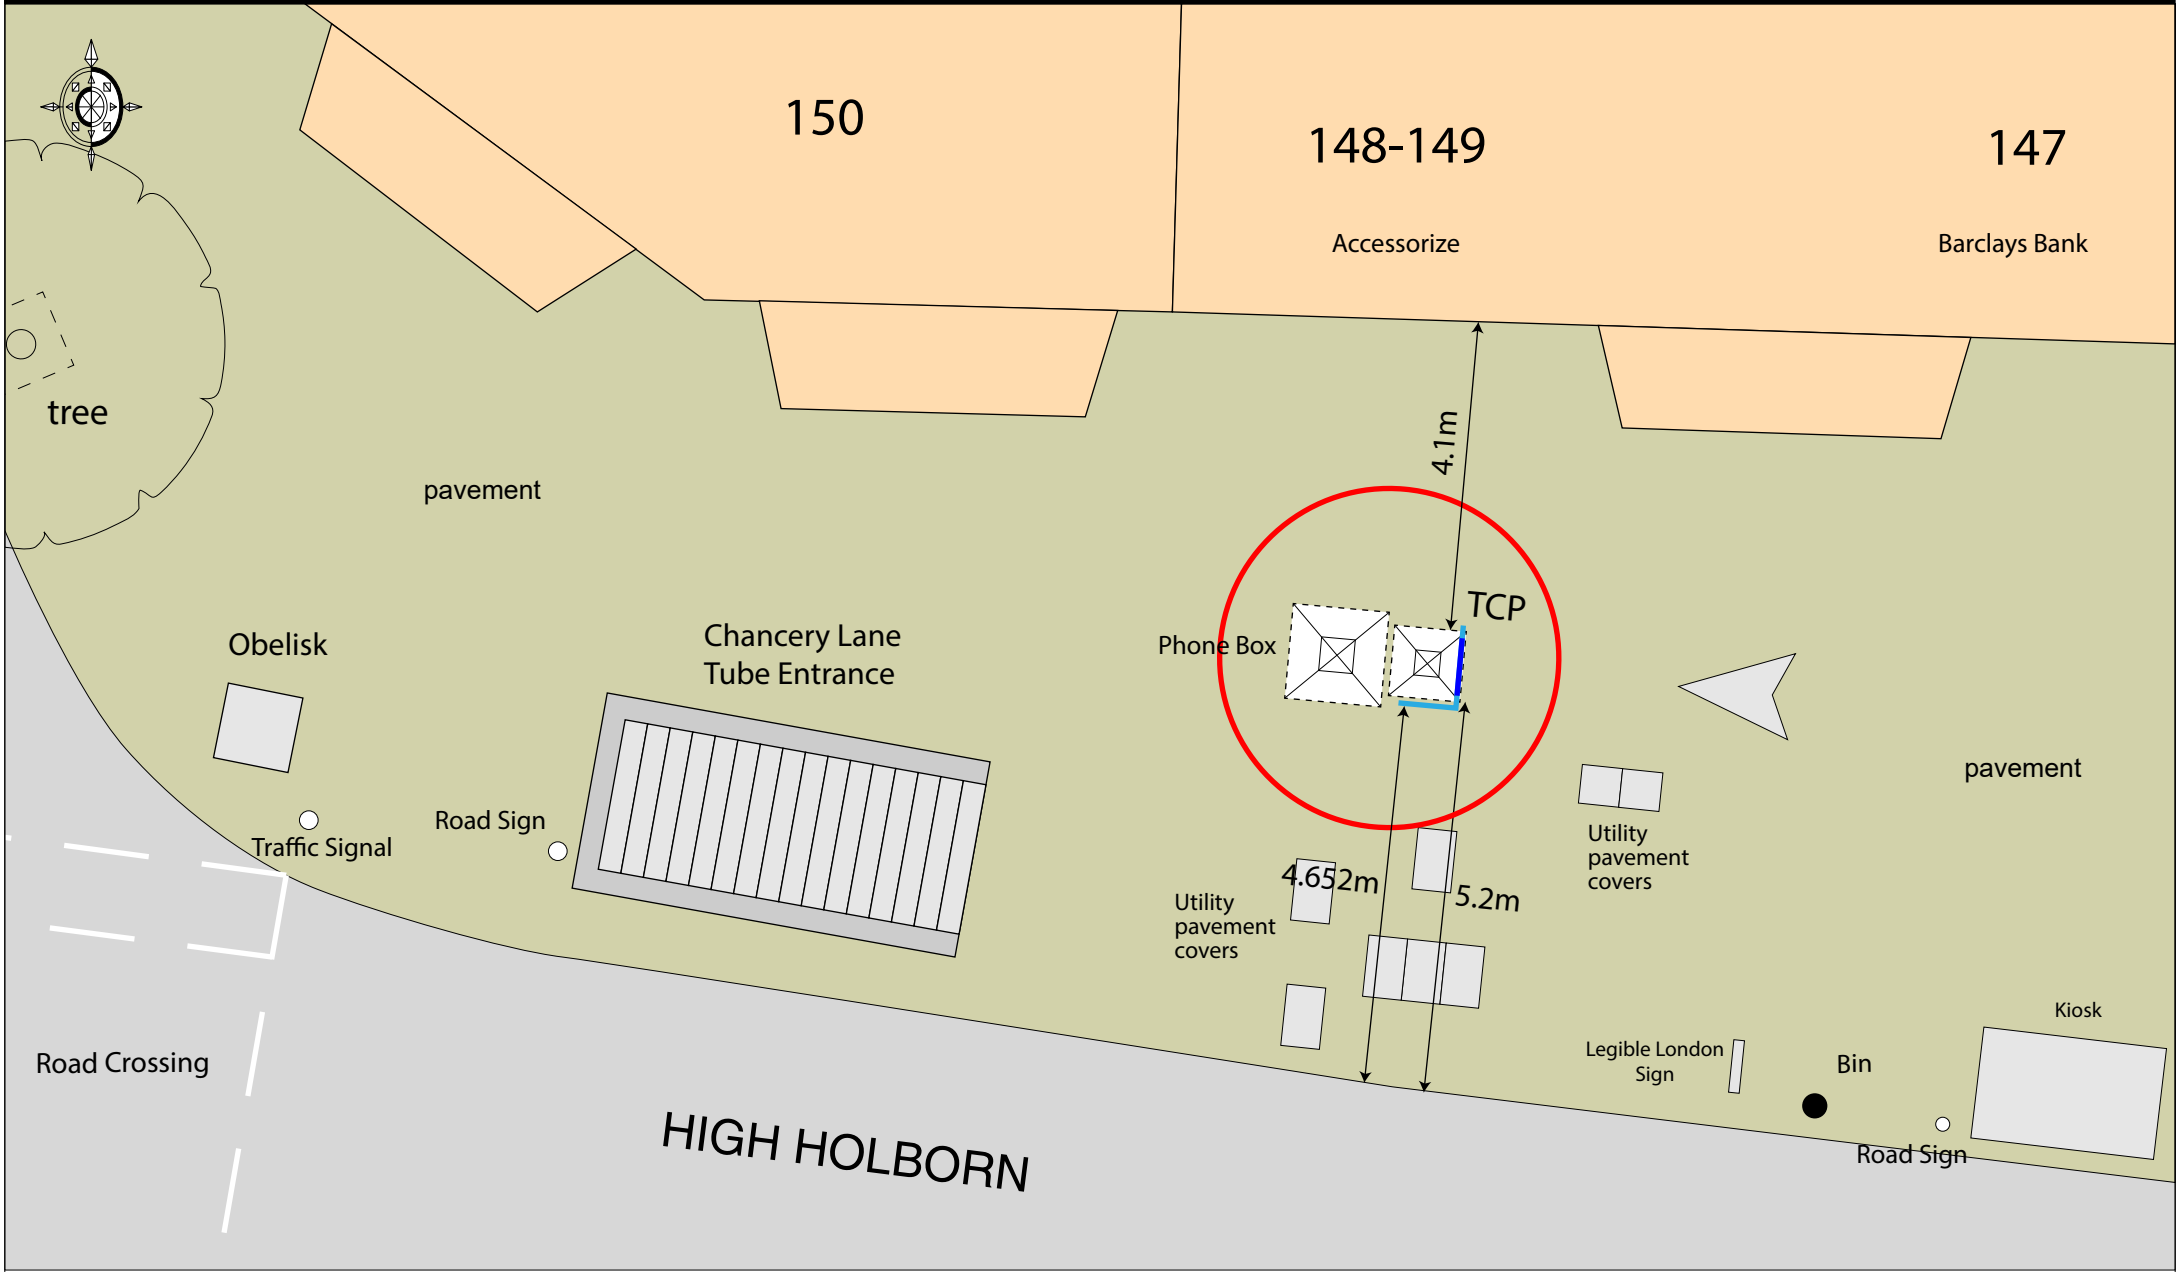 150
148-149
147
Accessorize
Barclays Bank
tree
4.1m
pavement
TCP
Phone Box
Obelisk
Chancery Lane
Tube Entrance
pavement
Road Sign
Traffic Signal
Utility
pavement
covers
4.652m
5.2m
Utility
pavement
covers
Kiosk
Legible London
Sign
Bin
Road Crossing
Road Sign
HIGH HOLBORN